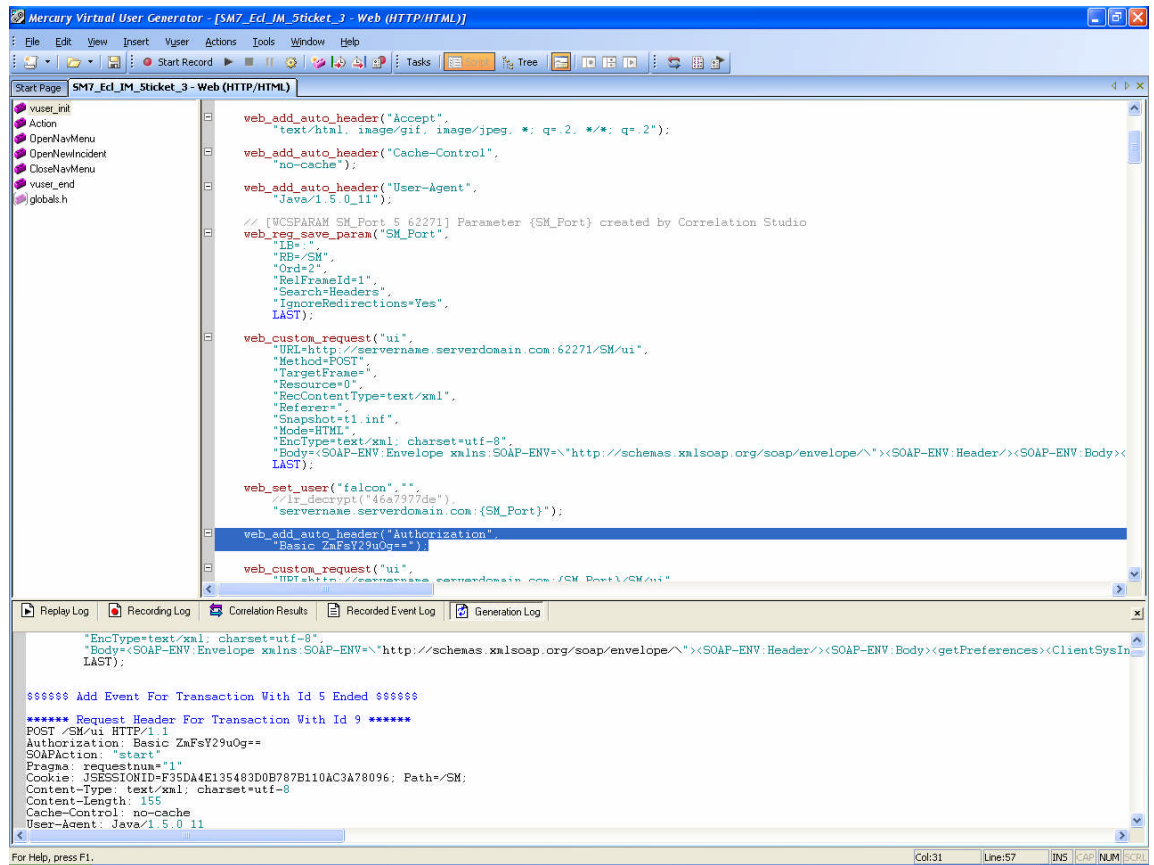 Mercury Virtual User Generator - [SM7_Ecl_IM_5ticket_3 - Web (HTTP/HTML)]
File Edit View Insert Vuser Actions Tools Window Help
Start Record Tasks Script Tree
Start Page SM7_Ecl_IM_5ticket_3 - Web (HTTP/HTML)
vuser_init
Action
OpenNavMenu
OpenNewIncident
CloseNavMenu
vuser_end
globals.h
web_add_auto_header("Accept",
"text/html, image/gif, image/jpeg, *; q=.2, */*; q=.2");
web_add_auto_header("Cache-Control",
"no-cache");
web_add_auto_header("User-Agent",
"Java/1.5.0_11");
// [WCSPARAM SM_Port 5 62271] Parameter {SM_Port} created by Correlation Studio
web_reg_save_param("SM_Port",
"LB=:",
"RB=/SM",
"Ord=2",
"RelFrameId=1",
"Search=Headers",
"IgnoreRedirections=Yes",
LAST);
web_custom_request("ui",
"URL=http://servername.serverdomain.com:62271/SM/ui",
"Method=POST",
"TargetFrame=",
"Resource=0",
"RecContentType=text/xml",
"Referer=",
"Snapshot=t1.inf",
"Mode=HTML",
"EncType=text/xml; charset=utf-8",
"Body=<SOAP-ENV:Envelope xmlns:SOAP-ENV=\"http://schemas.xmlsoap.org/soap/envelope/\"><SOAP-ENV:Header/><SOAP-ENV:Body><
LAST);
web_set_user("falcon","",
//lr_decrypt("46a7977de"),
"servername.serverdomain.com:{SM_Port}");
web_add_auto_header("Authorization",
"Basic ZmFsY29uOg==");
web_custom_request("ui",
"URL=http://servername.serverdomain.com:{SM_Port}/SM/ui"
Replay Log Recording Log Correlation Results Recorded Event Log Generation Log
"EncType=text/xml; charset=utf-8",
"Body=<SOAP-ENV:Envelope xmlns:SOAP-ENV=\"http://schemas.xmlsoap.org/soap/envelope/\"><SOAP-ENV:Header/><SOAP-ENV:Body><getPreferences><ClientSysIn
LAST);
$$$$$$ Add Event For Transaction With Id 5 Ended $$$$$$
****** Request Header For Transaction With Id 9 ******
POST /SM/ui HTTP/1.1
Authorization: Basic ZmFsY29uOg==
SOAPAction: "start"
Pragma: requestnum="1"
Cookie: JSESSIONID=F35DA4E135483D0B787B110AC3A78096; Path=/SM;
Content-Type: text/xml; charset=utf-8
Content-Length: 155
Cache-Control: no-cache
User-Agent: Java/1.5.0_11
For Help, press F1. Col:31 Line:57 INS CAP NUM SCRL